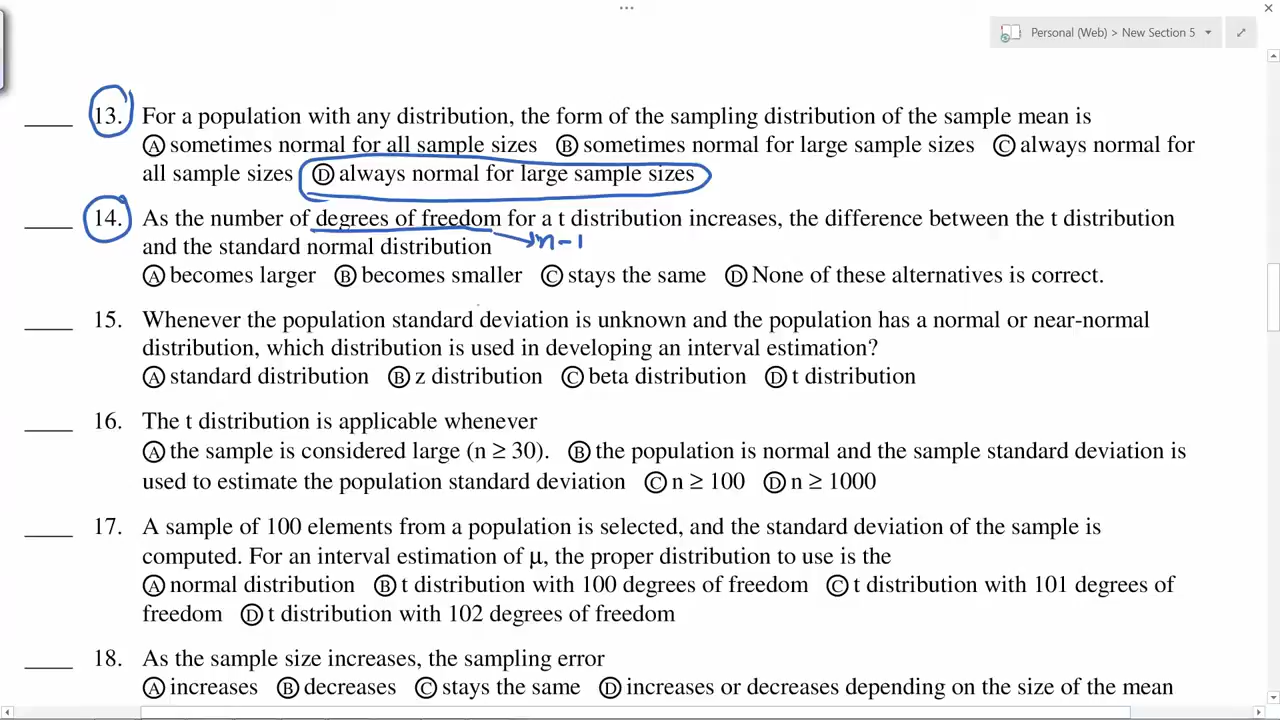 Personal (Web) > New Section 5
13. For a population with any distribution, the form of the sampling distribution of the sample mean is
Ⓐ sometimes normal for all sample sizes Ⓑ sometimes normal for large sample sizes Ⓒ always normal for
all sample sizes Ⓓ always normal for large sample sizes
14. As the number of degrees of freedom for a t distribution increases, the difference between the t distribution
and the standard normal distribution
n-1
Ⓐ becomes larger Ⓑ becomes smaller Ⓒ stays the same Ⓓ None of these alternatives is correct.
15. Whenever the population standard deviation is unknown and the population has a normal or near-normal
distribution, which distribution is used in developing an interval estimation?
Ⓐ standard distribution Ⓑ z distribution Ⓒ beta distribution Ⓓ t distribution
16. The t distribution is applicable whenever
Ⓐ the sample is considered large (n ≥ 30). Ⓑ the population is normal and the sample standard deviation is
used to estimate the population standard deviation Ⓒ n ≥ 100 Ⓓ n ≥ 1000
17. A sample of 100 elements from a population is selected, and the standard deviation of the sample is
computed. For an interval estimation of μ, the proper distribution to use is the
Ⓐ normal distribution Ⓑ t distribution with 100 degrees of freedom Ⓒ t distribution with 101 degrees of
freedom Ⓓ t distribution with 102 degrees of freedom
18. As the sample size increases, the sampling error
Ⓐ increases Ⓑ decreases Ⓒ stays the same Ⓓ increases or decreases depending on the size of the mean